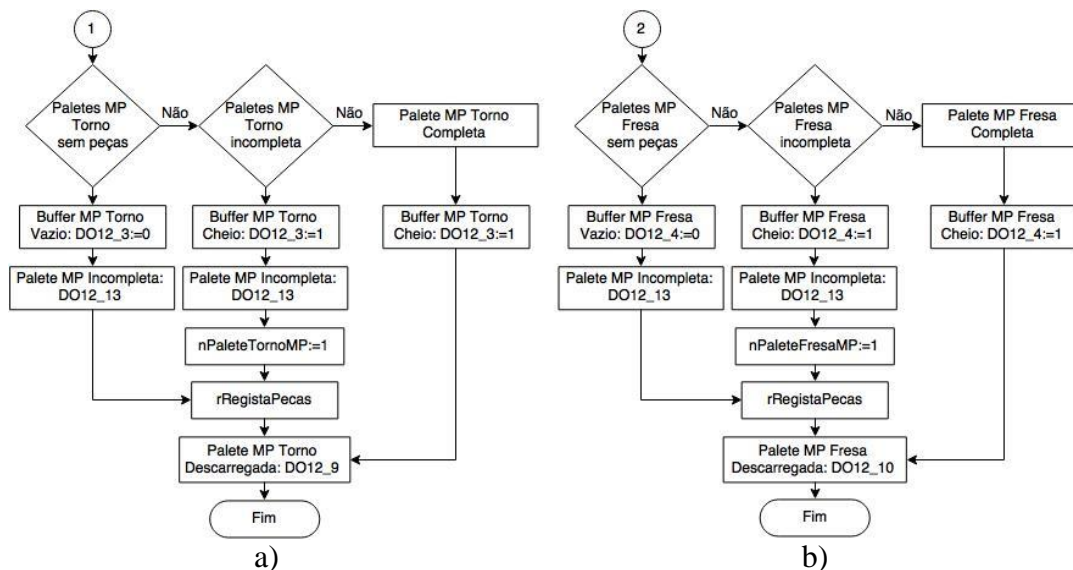 1
Paletes MP
Torno
sem peças
Não
Paletes MP
Torno
incompleta
Não
Palete MP Torno
Completa
Buffer MP Torno
Vazio: DO12_3:=0
Buffer MP Torno
Cheio: DO12_3:=1
Buffer MP Torno
Cheio: DO12_3:=1
Palete MP Incompleta:
DO12_13
Palete MP Incompleta:
DO12_13
nPaleteTornoMP:=1
rRegistaPecas
Palete MP Torno
Descarregada: DO12_9
Fim
a)
2
Paletes MP
Fresa
sem peças
Não
Paletes MP
Fresa
incompleta
Não
Palete MP Fresa
Completa
Buffer MP Fresa
Vazio: DO12_4:=0
Buffer MP Fresa
Cheio: DO12_4:=1
Buffer MP Fresa
Cheio: DO12_4:=1
Palete MP Incompleta:
DO12_13
Palete MP Incompleta:
DO12_13
nPaleteFresaMP:=1
rRegistaPecas
Palete MP Fresa
Descarregada: DO12_10
Fim
b)